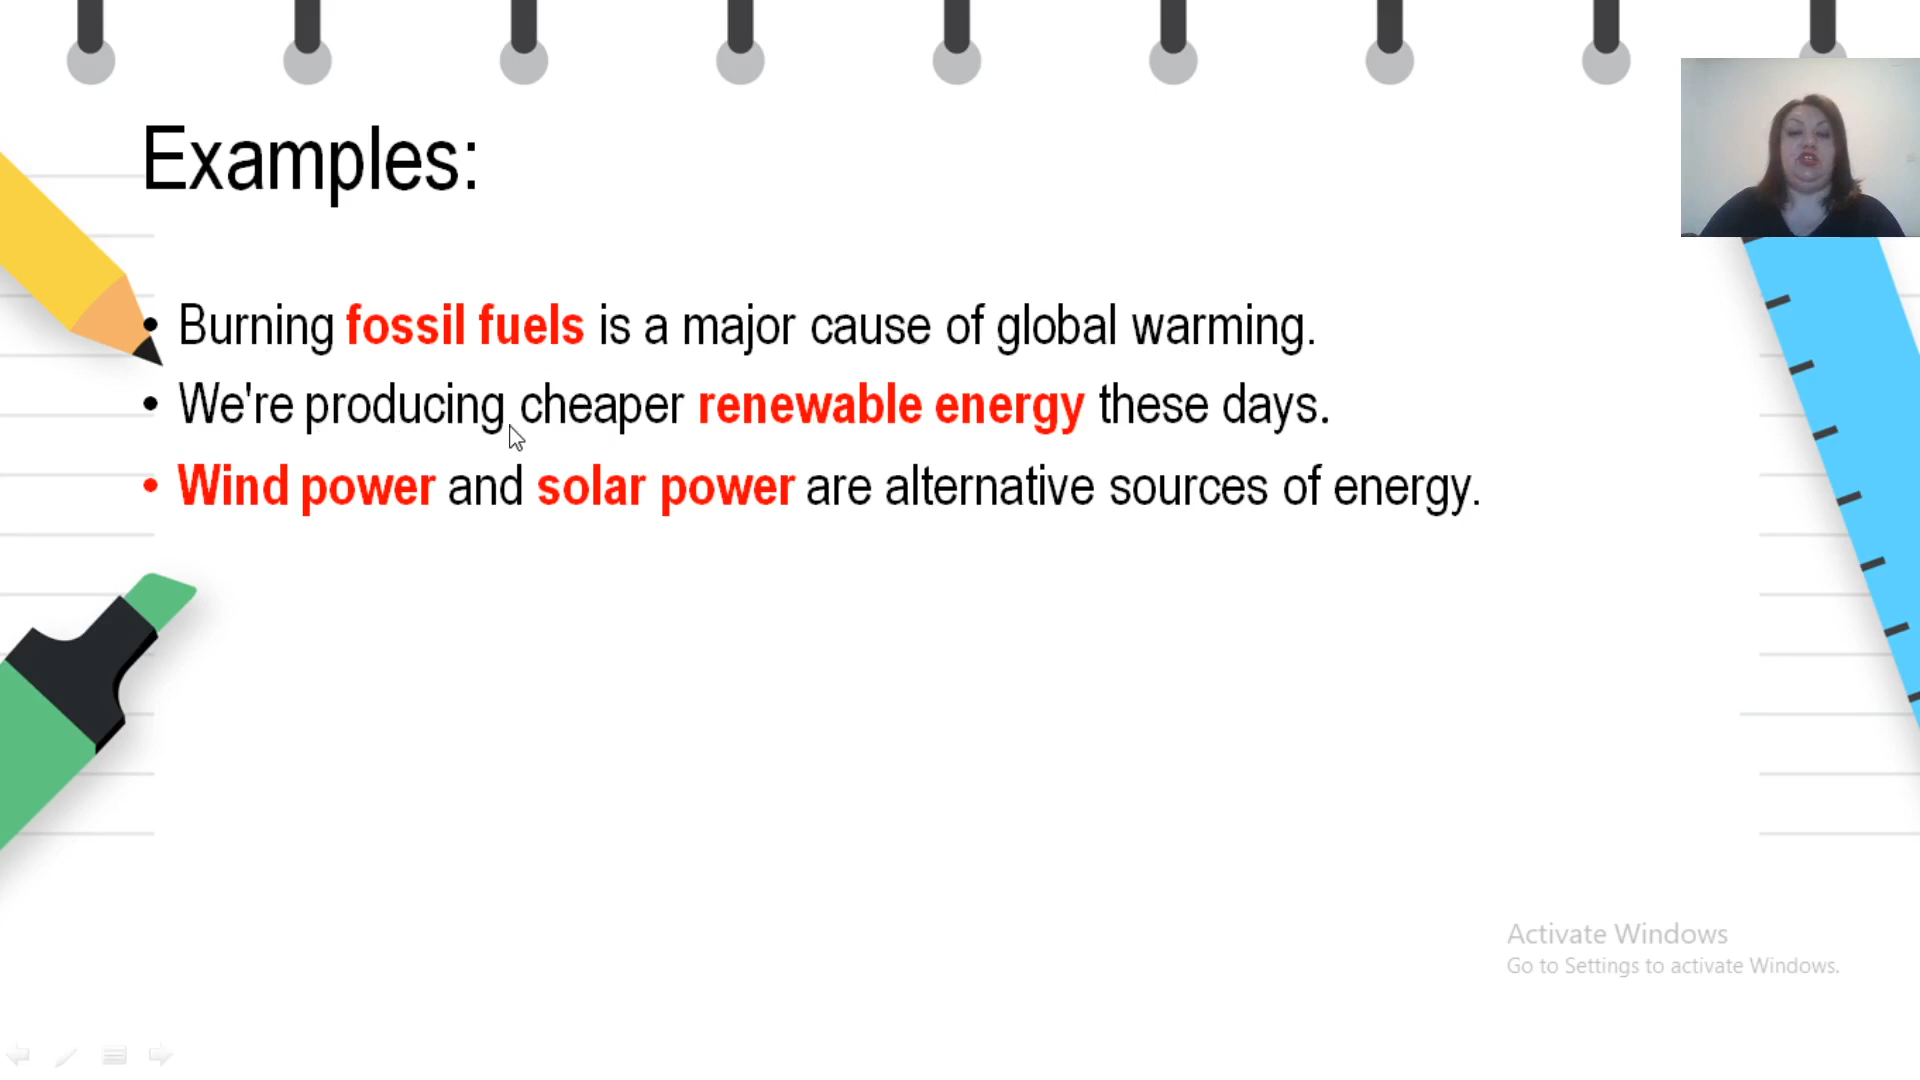 Examples:
• Burning fossil fuels is a major cause of global warming.
• We're producing cheaper renewable energy these days.
• Wind power and solar power are alternative sources of energy.
Activate Windows
Go to Settings to activate Windows.